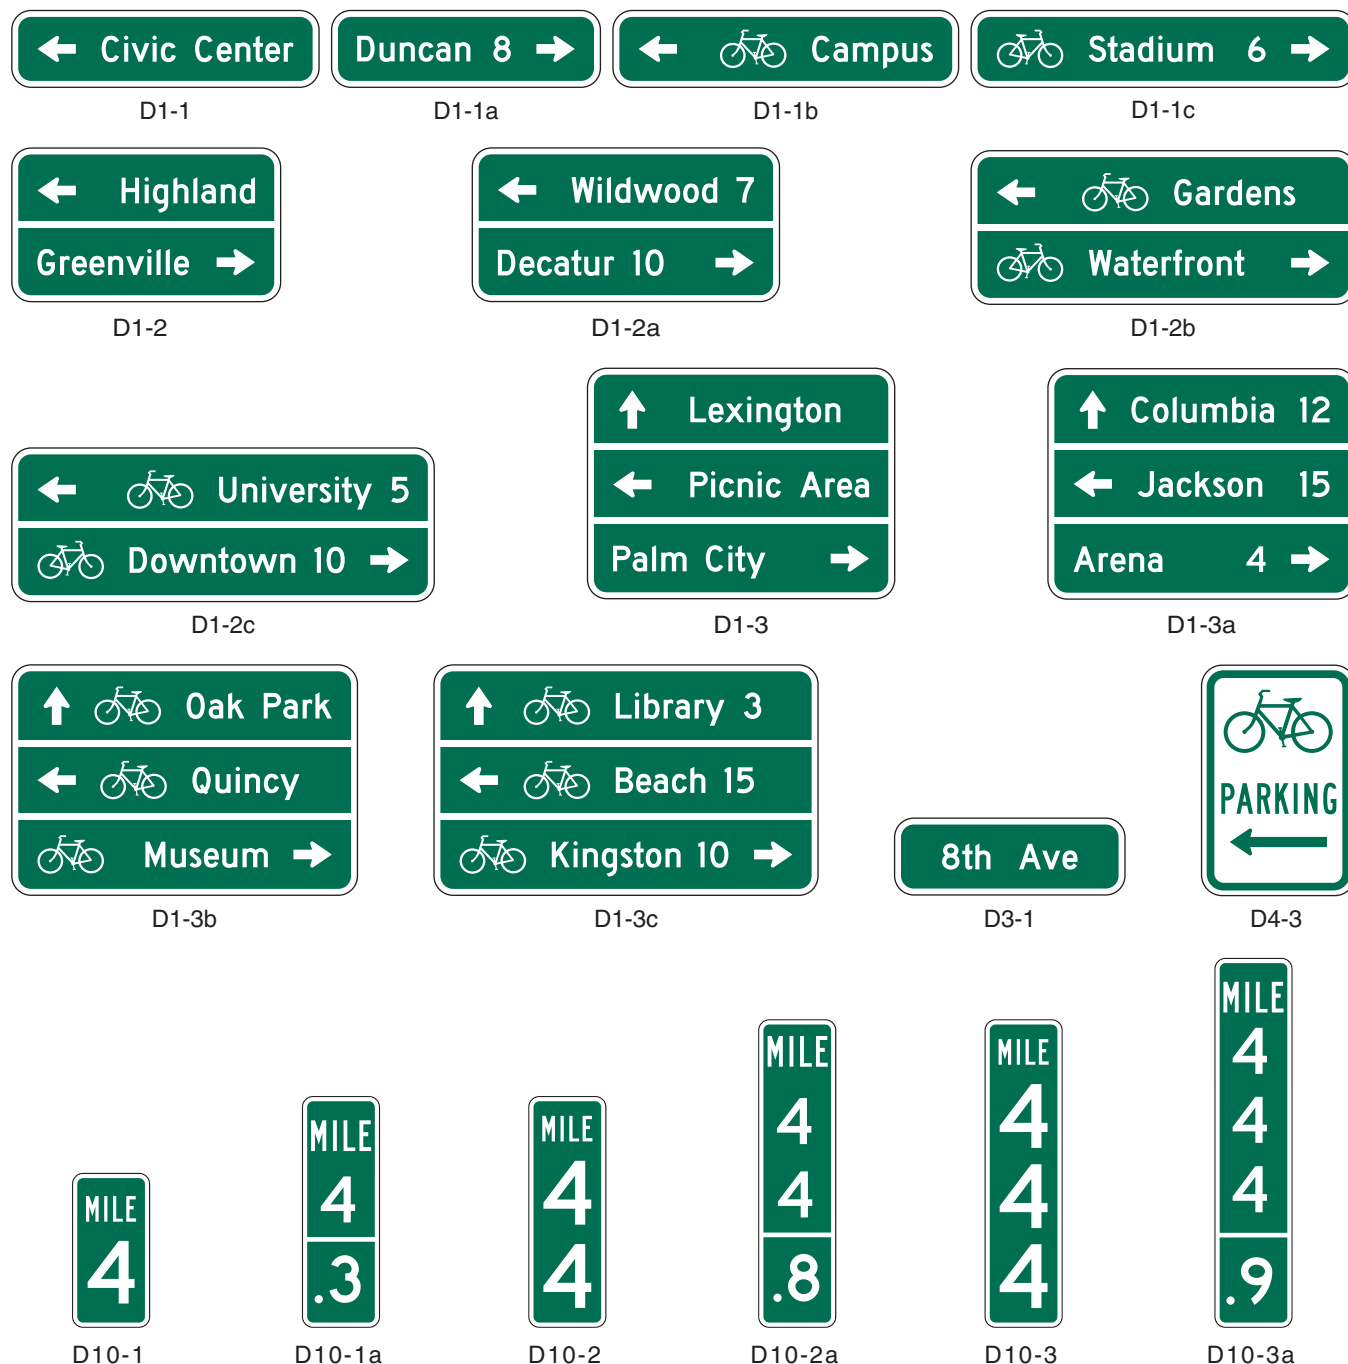 Civic Center
Duncan 8
Campus
Stadium 6
D1-1
D1-1a
D1-1b
D1-1c
Highland
Greenville
Wildwood 7
Decatur 10
Gardens
Waterfront
D1-2
D1-2a
D1-2b
University 5
Downtown 10
Lexington
Picnic Area
Palm City
Columbia 12
Jackson 15
Arena 4
D1-2c
D1-3
D1-3a
Oak Park
Quincy
Museum
Library 3
Beach 15
Kingston 10
8th Ave
PARKING
D1-3b
D1-3c
D3-1
D4-3
MILE
4
MILE
4
.3
MILE
4
4
MILE
4
4
.8
MILE
4
4
4
MILE
4
4
4
.9
D10-1
D10-1a
D10-2
D10-2a
D10-3
D10-3a